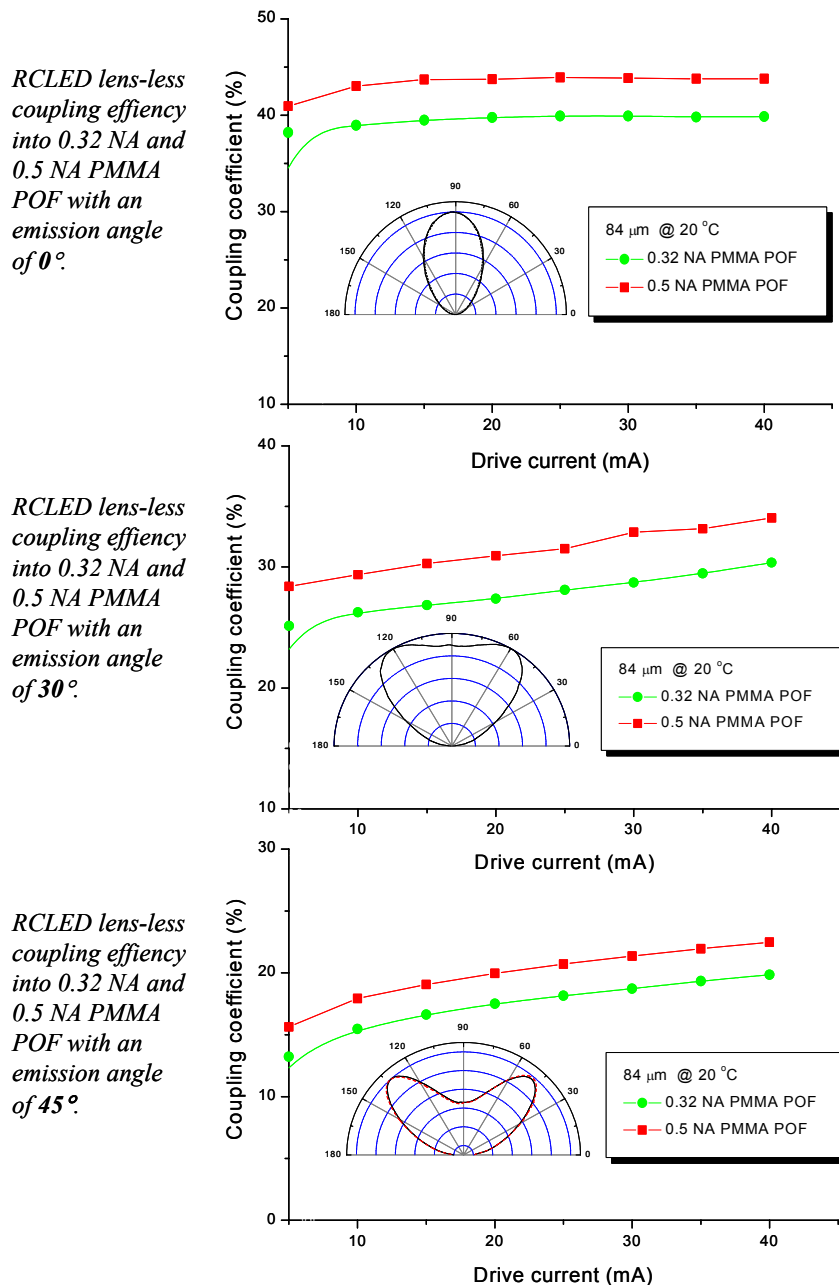 RCLED lens-less
coupling effiency
into 0.32 NA and
0.5 NA PMMA
POF with an
emission angle
of 0°.
Coupling coefficient (%)
50
40
30
20
10
90
120
60
150
30
180
0
84 μm @ 20 °C
0.32 NA PMMA POF
0.5 NA PMMA POF
10
20
30
40
Drive current (mA)
RCLED lens-less
coupling effiency
into 0.32 NA and
0.5 NA PMMA
POF with an
emission angle
of 30°.
Coupling coefficient (%)
40
30
20
10
90
120
60
150
30
180
0
84 μm @ 20 °C
0.32 NA PMMA POF
0.5 NA PMMA POF
10
20
30
40
Drive current (mA)
RCLED lens-less
coupling effiency
into 0.32 NA and
0.5 NA PMMA
POF with an
emission angle
of 45°.
Coupling coefficient (%)
30
20
10
0
90
120
60
150
30
180
0
84 μm @ 20 °C
0.32 NA PMMA POF
0.5 NA PMMA POF
10
20
30
40
Drive current (mA)